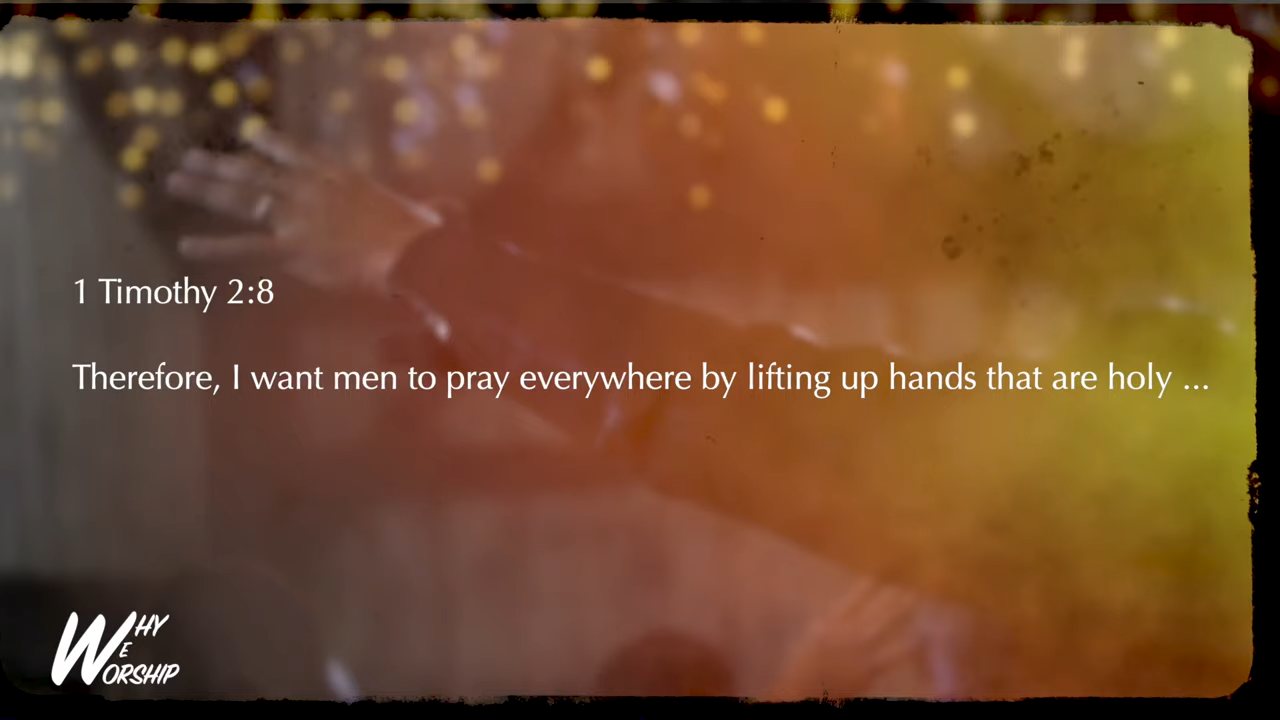 1 Timothy 2:8
Therefore, I want men to pray everywhere by lifting up hands that are holy ...
WHY
WE
WORSHIP